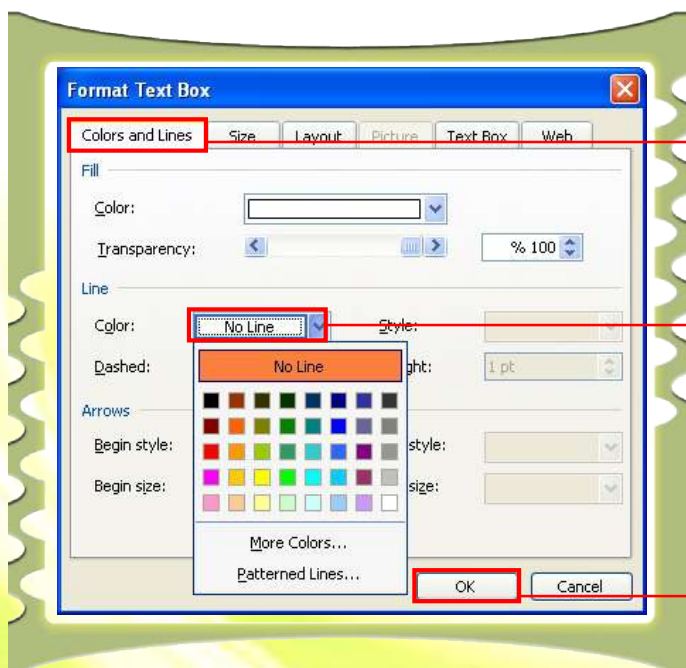 Format Text Box
Colors and Lines Size Layout Picture Text Box Web
Fill
Color:
Transparency: % 100
Line
Color: No Line Style:
Dashed: No Line ght: 1 pt
Arrows
Begin style: style:
Begin size: size:
More Colors...
Patterned Lines...
OK Cancel